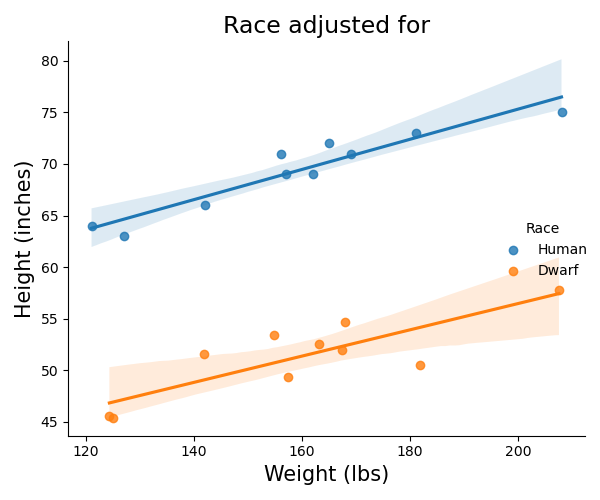 Race adjusted for
80
75
70
65
60
55
50
45
Height (inches)
Race
Human
Dwarf
120 140 160 180 200
Weight (lbs)